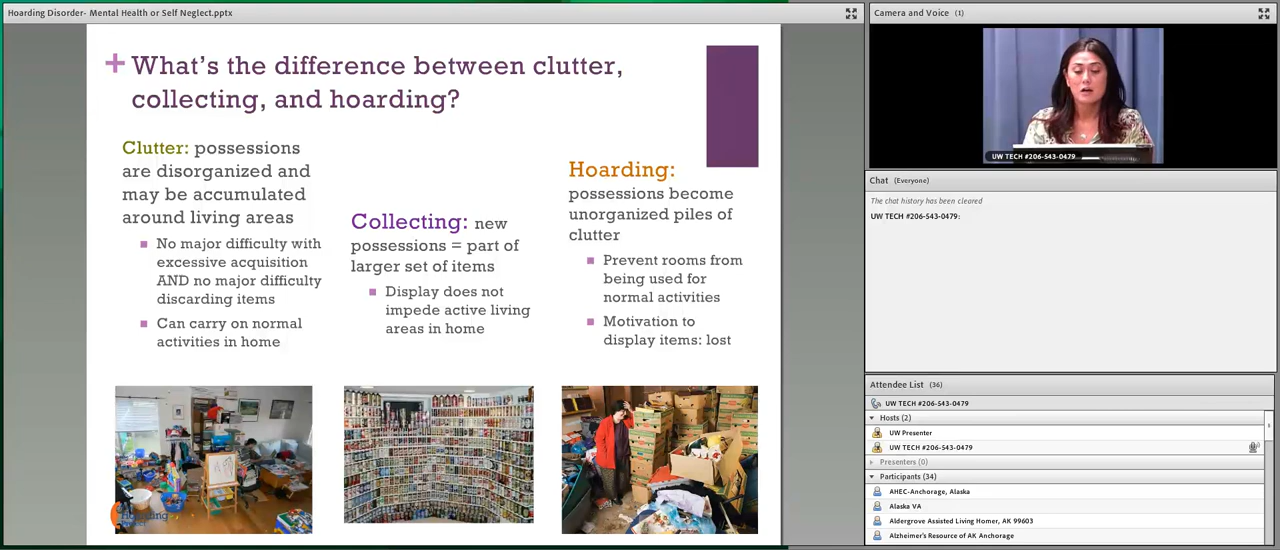 Hoarding Disorder- Mental Health or Self Neglect.pptx
+ What's the difference between clutter,
collecting, and hoarding?
Clutter: possessions
are disorganized and
may be accumulated
around living areas
No major difficulty with
excessive acquisition
AND no major difficulty
discarding items
Can carry on normal
activities in home
Collecting: new
possessions = part of
larger set of items
Display does not
impede active living
areas in home
Hoarding:
possessions become
unorganized piles of
clutter
Prevent rooms from
being used for
normal activities
Motivation to
display items: lost
Hoarding
Camera and Voice (1)
UW TECH #206-543-0479
Chat (Everyone)
The chat history has been cleared
UW TECH #206-543-0479:
Attendee List (36)
UW TECH #206-543-0479
Hosts (2)
UW Presenter
UW TECH #206-543-0479
Presenters (0)
Participants (34)
AHEC-Anchorage, Alaska
Alaska VA
Aldergrove Assisted Living Homer, AK 99603
Alzheimer's Resource of AK Anchorage